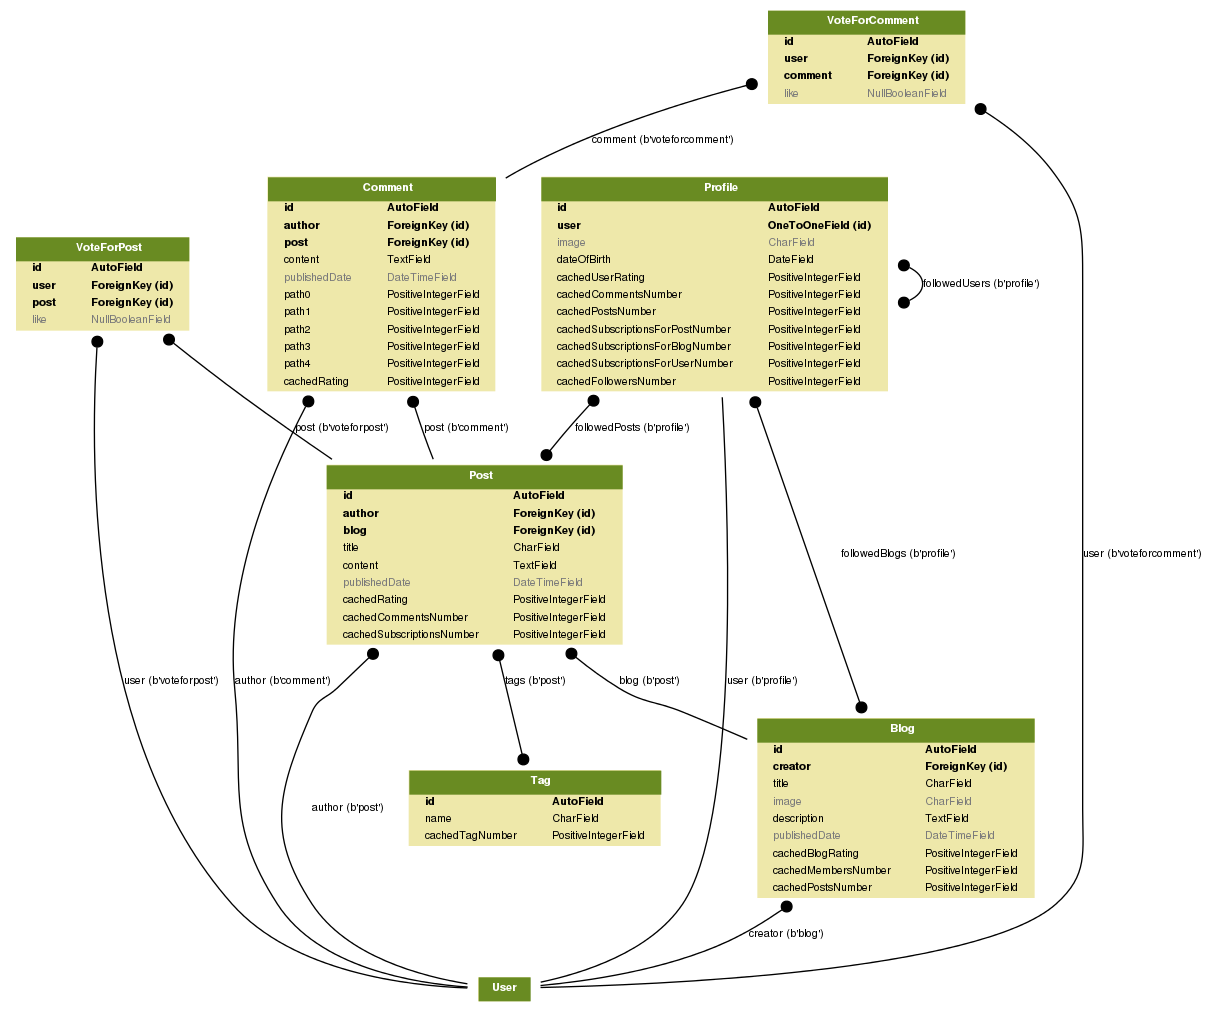 VoteForComment
id AutoField
user ForeignKey (id)
comment ForeignKey (id)
like NullBooleanField
comment (b'voteforcomment')
Comment
id AutoField
author ForeignKey (id)
post ForeignKey (id)
content TextField
publishedDate DateTimeField
path0 PositiveIntegerField
path1 PositiveIntegerField
path2 PositiveIntegerField
path3 PositiveIntegerField
path4 PositiveIntegerField
cachedRating PositiveIntegerField
Profile
id AutoField
user OneToOneField (id)
image CharField
dateOfBirth DateField
cachedUserRating PositiveIntegerField
cachedCommentsNumber PositiveIntegerField
cachedPostsNumber PositiveIntegerField
cachedSubscriptionsForPostNumber PositiveIntegerField
cachedSubscriptionsForBlogNumber PositiveIntegerField
cachedSubscriptionsForUserNumber PositiveIntegerField
cachedFollowersNumber PositiveIntegerField
followedUsers (b'profile')
VoteForPost
id AutoField
user ForeignKey (id)
post ForeignKey (id)
like NullBooleanField
post (b'voteforpost')
post (b'comment')
followedPosts (b'profile')
Post
id AutoField
author ForeignKey (id)
blog ForeignKey (id)
title CharField
content TextField
publishedDate DateTimeField
cachedRating PositiveIntegerField
cachedCommentsNumber PositiveIntegerField
cachedSubscriptionsNumber PositiveIntegerField
followedBlogs (b'profile')
user (b'voteforcomment')
user (b'voteforpost')
author (b'comment')
tags (b'post')
blog (b'post')
user (b'profile')
Blog
id AutoField
creator ForeignKey (id)
title CharField
image CharField
description TextField
publishedDate DateTimeField
cachedBlogRating PositiveIntegerField
cachedMembersNumber PositiveIntegerField
cachedPostsNumber PositiveIntegerField
Tag
id AutoField
name CharField
cachedTagNumber PositiveIntegerField
author (b'post')
creator (b'blog')
User